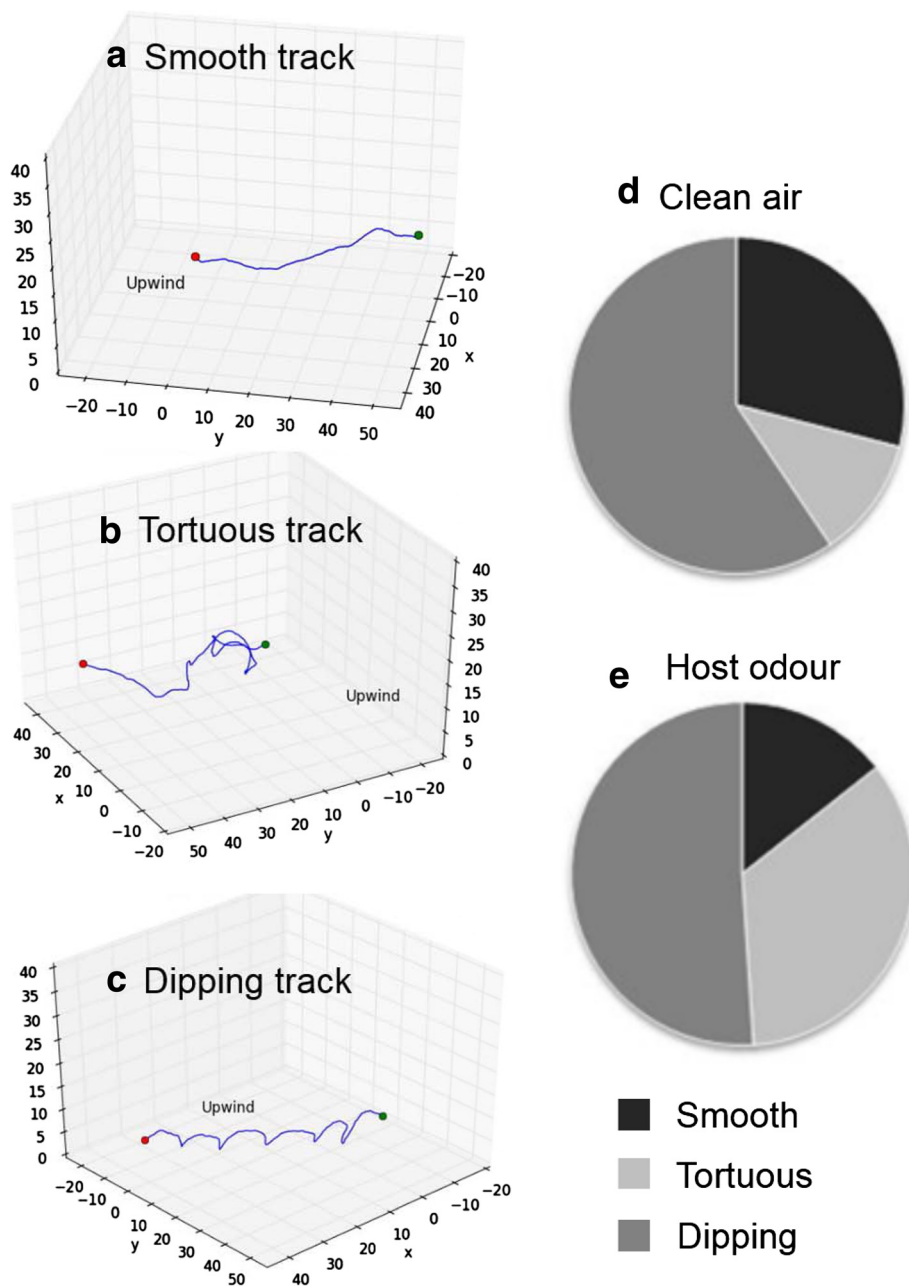 a Smooth track
40
35
30
25
20
15
10
5
0
Upwind
−20 −10 0 10 20 30 40 50
y
−20
−10
0
10
20
30
40
x
b Tortuous track
40
35
30
25
20
15
10
5
0
Upwind
40
30
20
10
0
−10
−20
x
50 40 30 20 10 0 −10 −20
y
c Dipping track
40
35
30
25
20
15
10
5
0
Upwind
−20
−10
0
10
20
30
40
50
y
40 30 20 10 0 −10 −20
x
d Clean air
e Host odour
Smooth
Tortuous
Dipping